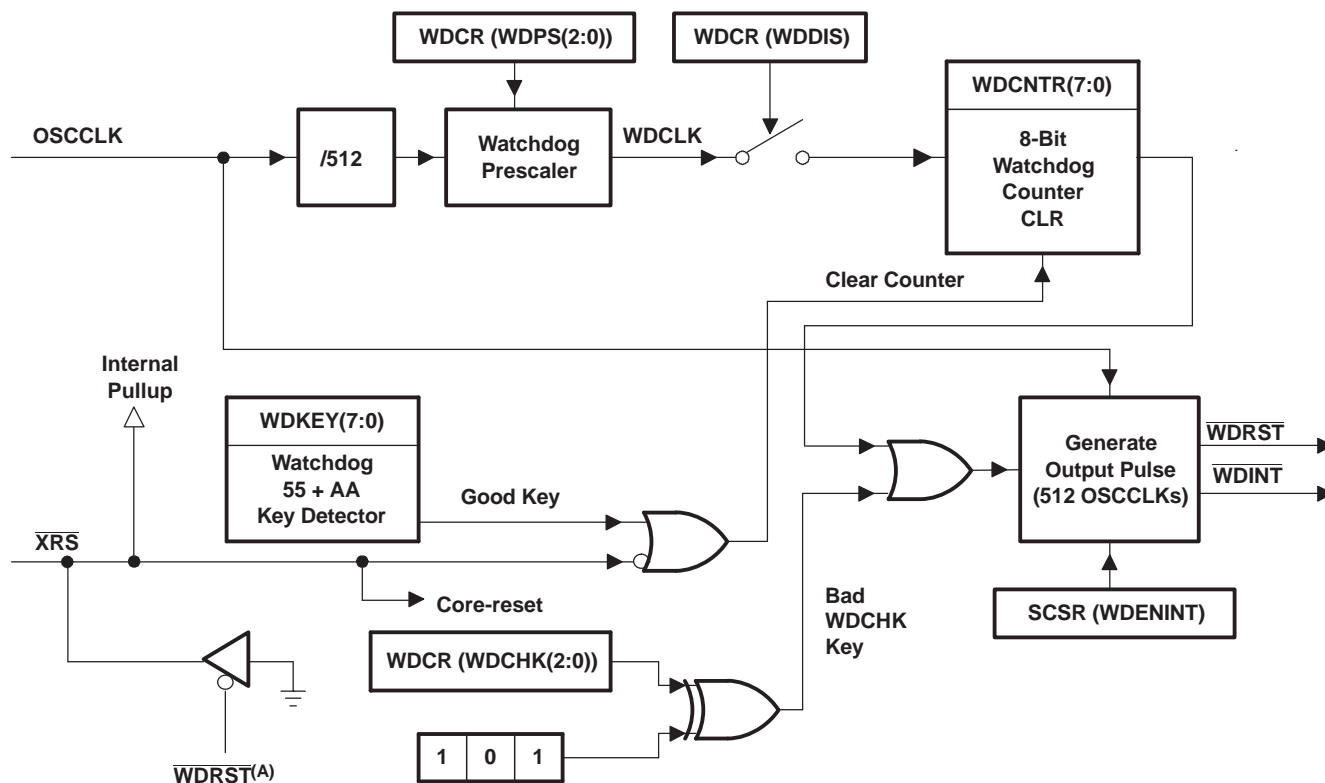 WDCR (WDPS(2:0))
WDCR (WDDIS)
WDCNTR(7:0)
OSCCLK
/512
Watchdog
Prescaler
WDCLK
8-Bit
Watchdog
Counter
CLR
Clear Counter
Internal
Pullup
WDKEY(7:0)
Watchdog
55 + AA
Key Detector
Good Key
Generate
Output Pulse
(512 OSCCLKs)
WDRST
WDINT
XRS
Core-reset
Bad
WDCHK
Key
SCSR (WDENINT)
WDCR (WDCHK(2:0))
1 0 1
WDRST(A)